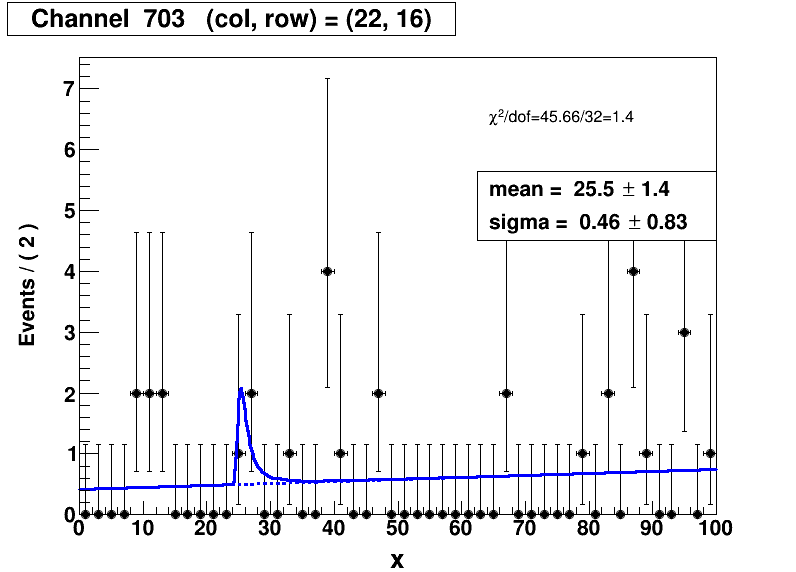 Channel 703 (col, row) = (22, 16)
χ²/dof=45.66/32=1.4
mean = 25.5 ± 1.4
sigma = 0.46 ± 0.83
Events / ( 2 )
7
6
5
4
3
2
1
0
0 10 20 30 40 50 60 70 80 90 100
x